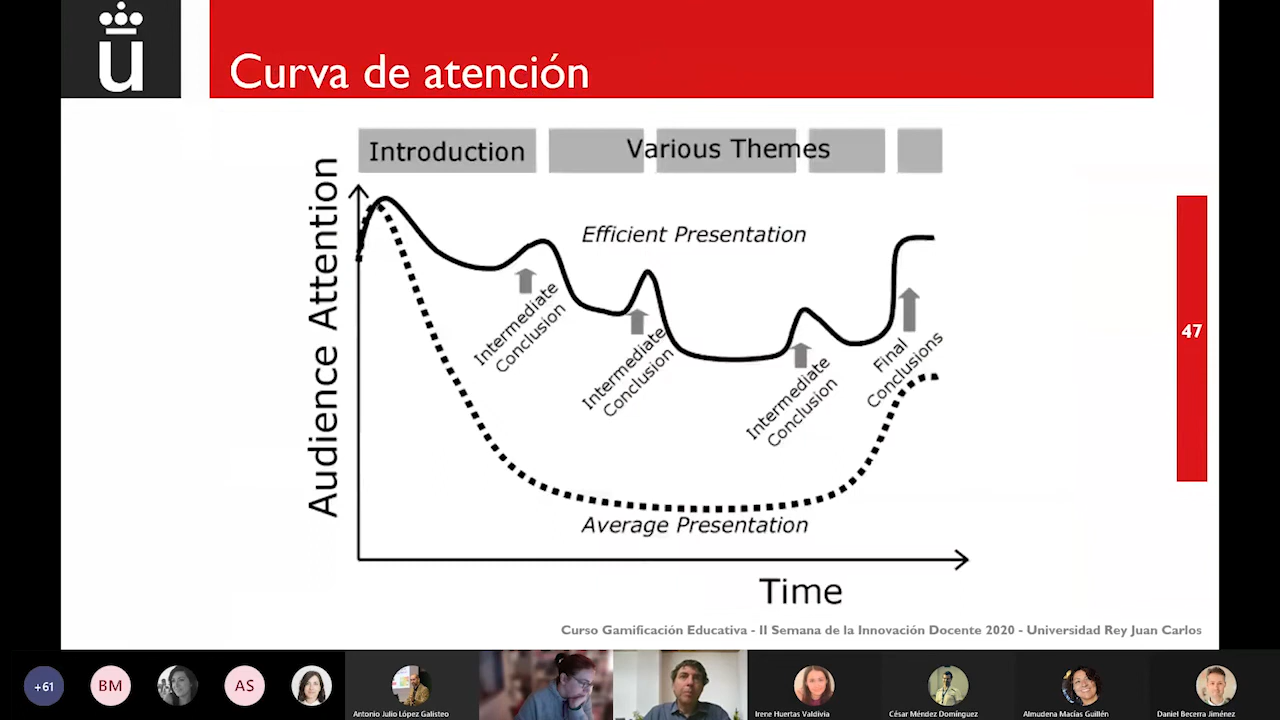 Curva de atención
Introduction
Various Themes
Audience Attention
Efficient Presentation
Intermediate
Conclusion
Intermediate
Conclusion
Intermediate
Conclusion
Final
Conclusions
47
Average Presentation
Time
Curso Gamificación Educativa - II Semana de la Innovación Docente 2020 - Universidad Rey Juan Carlos
+61
BM
AS
Antonio Julio López Galisteo
Irene Huertas Valdivia
César Méndez Domínguez
Almudena Macías Guillén
Daniel Becerra Jiménez